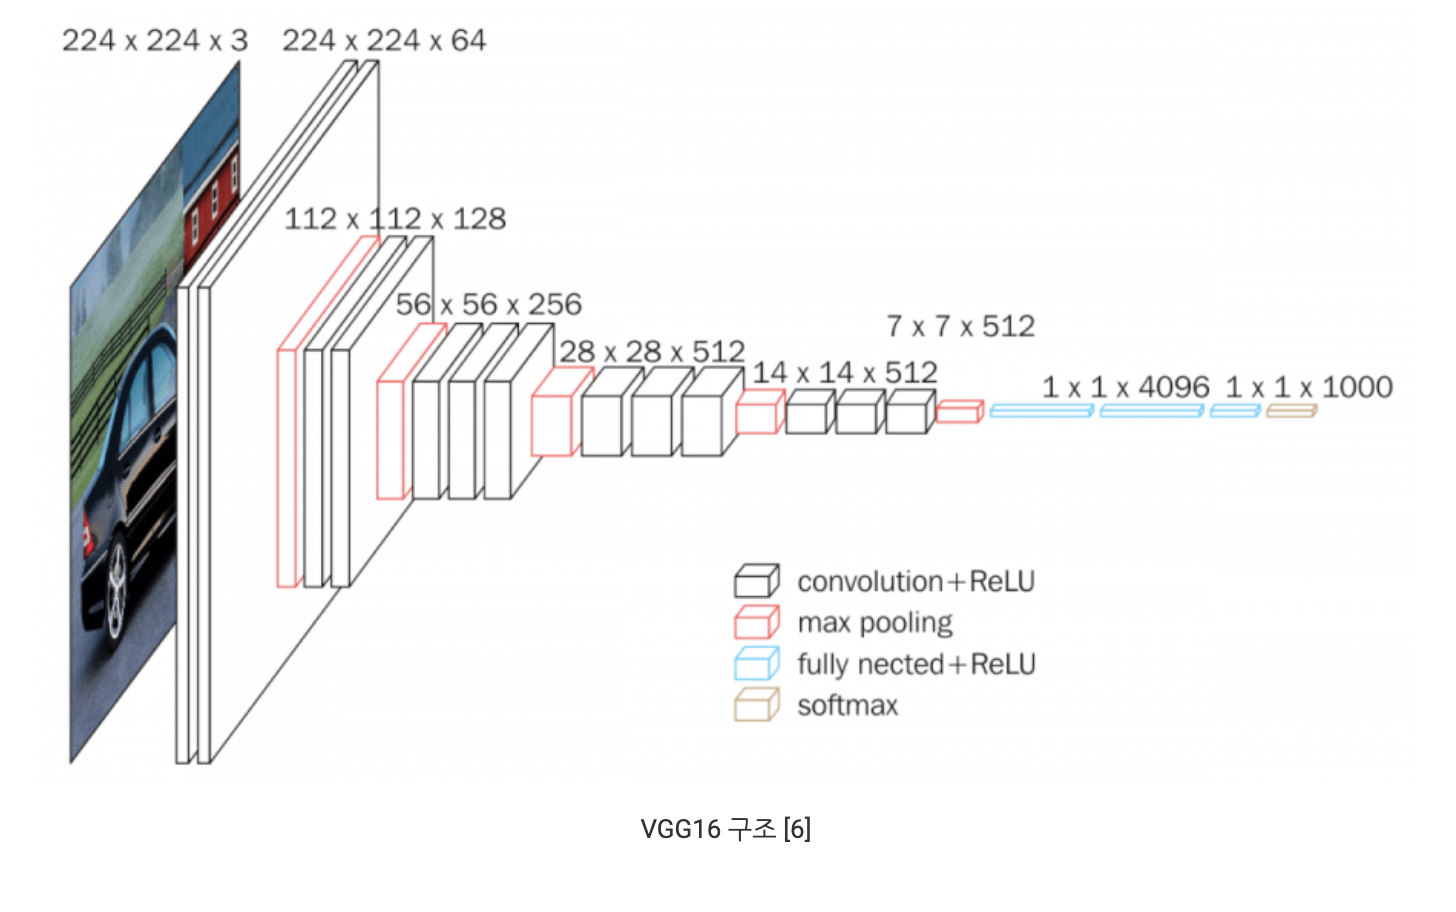 224 x 224 x 3
224 x 224 x 64
112 x 112 x 128
56 x 56 x 256
28 x 28 x 512
14 x 14 x 512
7 x 7 x 512
1 x 1 x 4096
1 x 1 x 1000
convolution+ReLU
max pooling
fully nected+ReLU
softmax
VGG16 구조 [6]